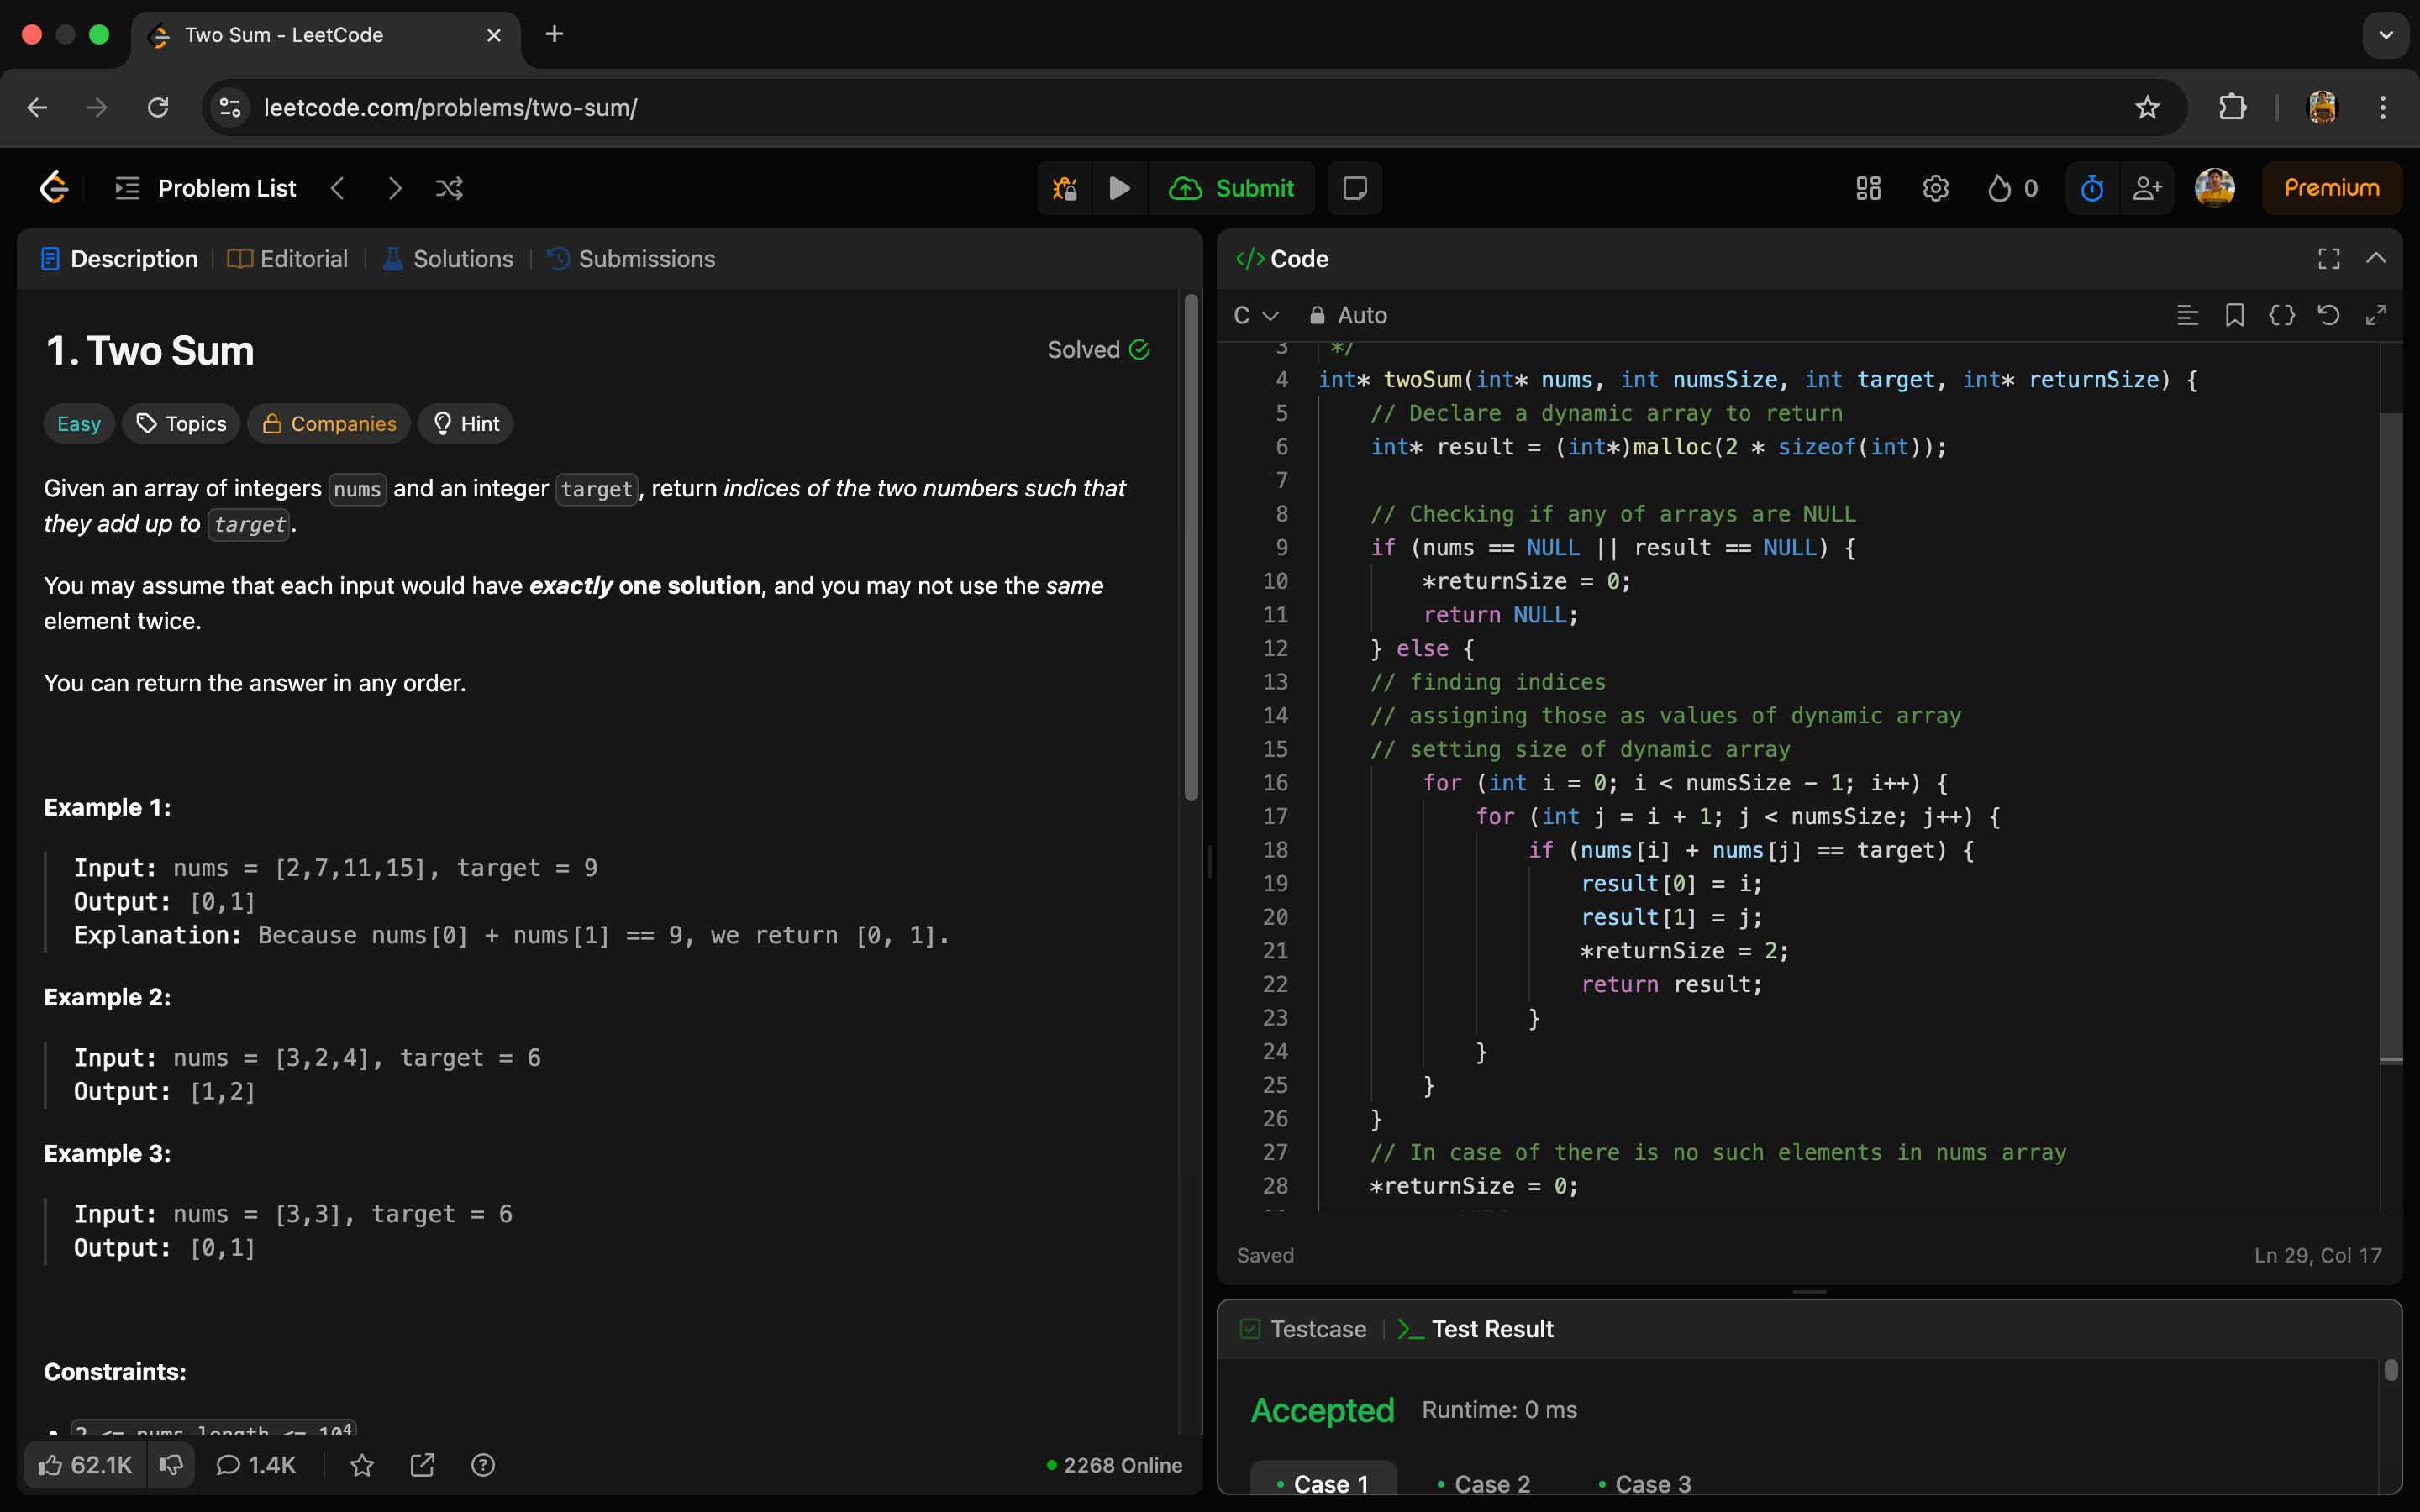 Two Sum - LeetCode
leetcode.com/problems/two-sum/
Problem List
Submit
0
Premium
Description
Editorial
Solutions
Submissions
1. Two Sum
Solved
Easy
Topics
Companies
Hint
Given an array of integers nums and an integer target, return indices of the two numbers such that
they add up to target.
You may assume that each input would have exactly one solution, and you may not use the same
element twice.
You can return the answer in any order.
Example 1:
Input: nums = [2,7,11,15], target = 9
Output: [0,1]
Explanation: Because nums[0] + nums[1] == 9, we return [0, 1].
Example 2:
Input: nums = [3,2,4], target = 6
Output: [1,2]
Example 3:
Input: nums = [3,3], target = 6
Output: [0,1]
Constraints:
2 <= nums.length <= 10⁴
62.1K
1.4K
2268 Online
Code
C
Auto
3 */
4 int* twoSum(int* nums, int numsSize, int target, int* returnSize) {
5 // Declare a dynamic array to return
6 int* result = (int*)malloc(2 * sizeof(int));
7
8 // Checking if any of arrays are NULL
9 if (nums == NULL || result == NULL) {
10 *returnSize = 0;
11 return NULL;
12 } else {
13 // finding indices
14 // assigning those as values of dynamic array
15 // setting size of dynamic array
16 for (int i = 0; i < numsSize - 1; i++) {
17 for (int j = i + 1; j < numsSize; j++) {
18 if (nums[i] + nums[j] == target) {
19 result[0] = i;
20 result[1] = j;
21 *returnSize = 2;
22 return result;
23 }
24 }
25 }
26 }
27 // In case of there is no such elements in nums array
28 *returnSize = 0;
Saved
Ln 29, Col 17
Testcase
Test Result
Accepted
Runtime: 0 ms
Case 1
Case 2
Case 3